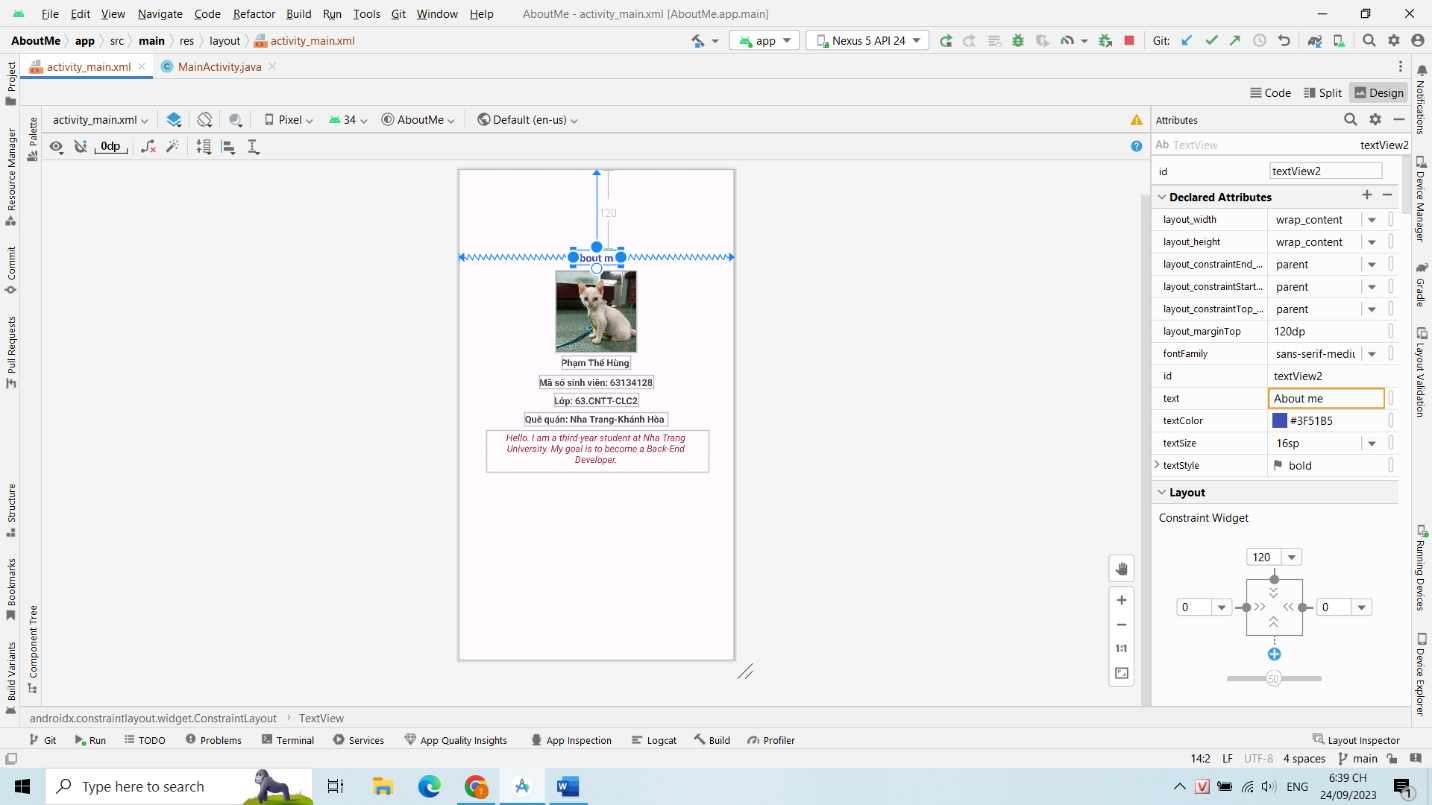 File Edit View Navigate Code Refactor Build Run Tools Git Window Help AboutMe - activity_main.xml [AboutMe.app.main]
AboutMe app src main res layout activity_main.xml app Nexus 5 API 24 Git:
activity_main.xml MainActivity.java
Code Split Design
activity_main.xml Pixel 34 AboutMe Default (en-us)
0dp
120
bout m
Phạm Thế Hùng
Mã số sinh viên: 63134128
Lớp: 63.CNTT-CLC2
Quê quán: Nha Trang-Khánh Hòa
Hello. I am a third-year student at Nha Trang
University. My goal is to become a Back-End
Developer.
1:1
Project
Resource Manager
Commit
Pull Requests
Structure
Bookmarks
Build Variants
Palette
Component Tree
Attributes
Ab TextView textView2
id textView2
Declared Attributes
layout_width wrap_content
layout_height wrap_content
layout_constraintEnd_... parent
layout_constraintStart... parent
layout_constraintTop_... parent
layout_marginTop 120dp
fontFamily sans-serif-mediu
id textView2
text About me
textColor #3F51B5
textSize 16sp
textStyle bold
Layout
Constraint Widget
120
0 0
50
Notifications
Device Manager
Gradle
Layout Validation
Running Devices
Device Explorer
androidx.constraintlayout.widget.ConstraintLayout TextView
Git Run TODO Problems Terminal Services App Quality Insights App Inspection Logcat Build Profiler Layout Inspector
14:2 LF UTF-8 4 spaces main
Type here to search
V ENG 6:39 CH
24/09/2023
1